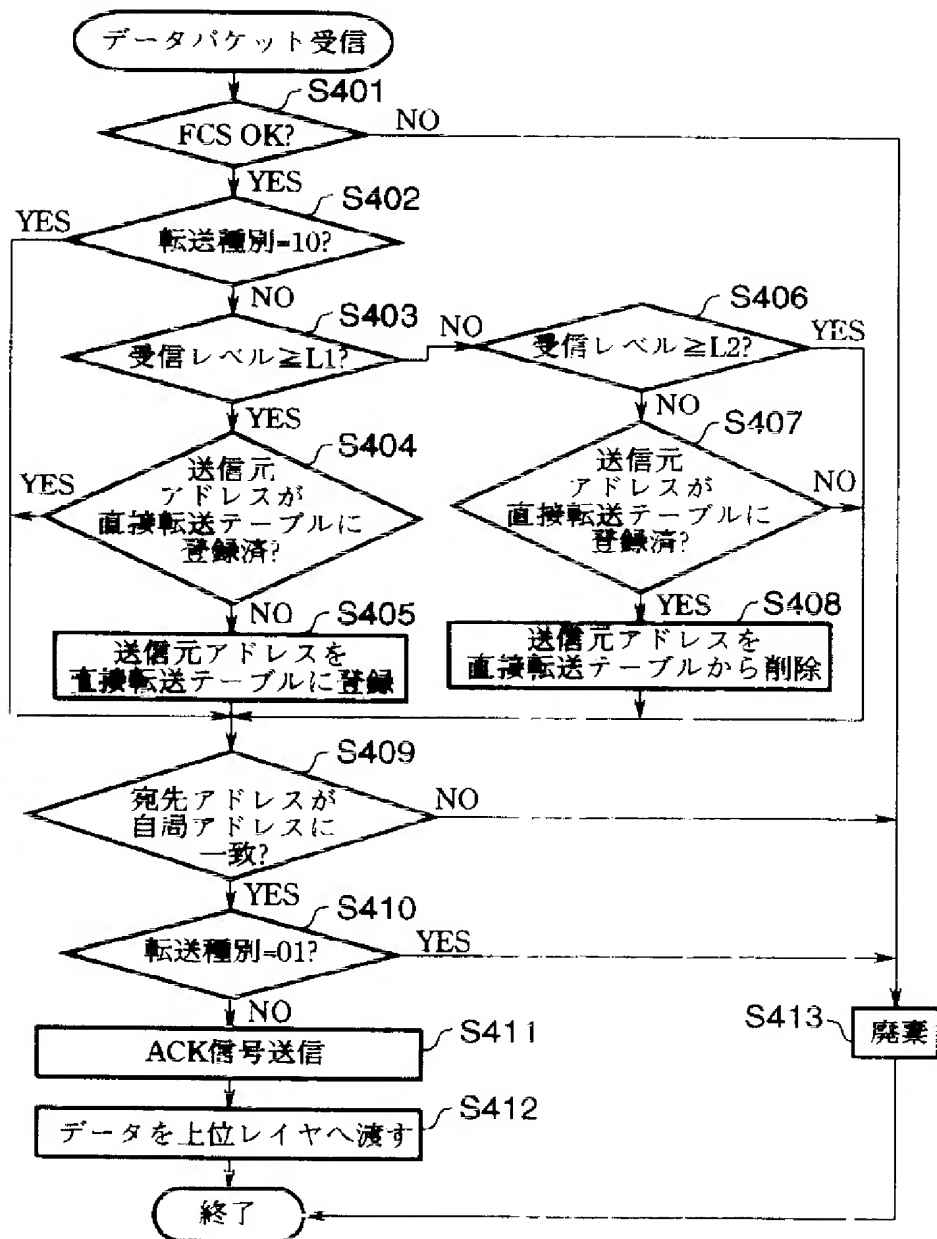 データパケット受信
S401
FCS OK?
NO
YES
S402
YES
転送種別=10?
NO
S403
受信レベル≧L1?
NO
S406
受信レベル≧L2?
YES
YES
NO
S404
YES
送信元
アドレスが
直接転送テーブルに
登録済?
S407
送信元
アドレスが
直接転送テーブルに
登録済?
NO
NO
S405
送信元アドレスを
直接転送テーブルに登録
YES
S408
送信元アドレスを
直接転送テーブルから削除
S409
宛先アドレスが
自局アドレスに
一致?
NO
YES
S410
転送種別=01?
YES
NO
S411
ACK信号送信
S413
廃棄
S412
データを上位レイヤへ渡す
終了